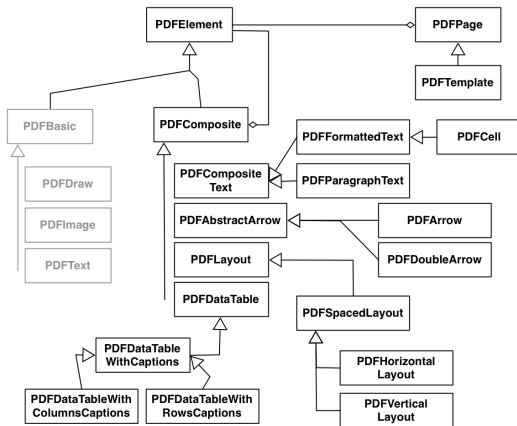 PDFElement
PDFPage
PDFTemplate
PDFBasic
PDFComposite
PDFFormattedText
PDFCell
PDFDraw
PDFComposite
Text
PDFParagraphText
PDFImage
PDFAbstractArrow
PDFArrow
PDFText
PDFLayout
PDFDoubleArrow
PDFDataTable
PDFSpacedLayout
PDFDataTable
WithCaptions
PDFHorizontal
Layout
PDFDataTableWith
ColumnsCaptions
PDFDataTableWith
RowsCaptions
PDFVertical
Layout